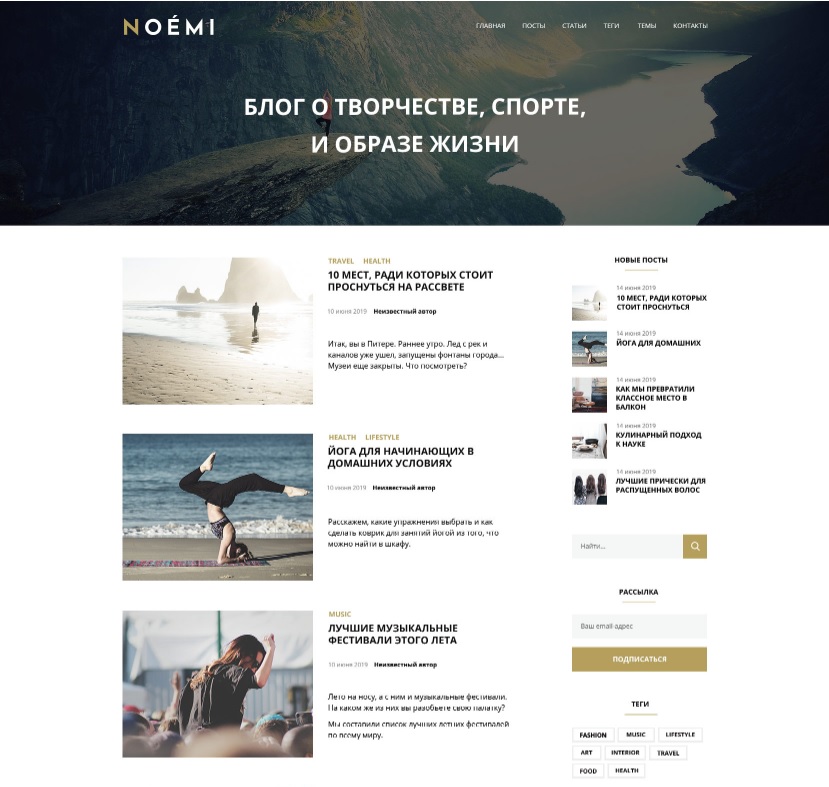 NOÉMI
ГЛАВНАЯ ПОСТЫ СТАТЬИ ТЕГИ ТЕМЫ КОНТАКТЫ
БЛОГ О ТВОРЧЕСТВЕ, СПОРТЕ,
И ОБРАЗЕ ЖИЗНИ
TRAVEL HEALTH
10 МЕСТ, РАДИ КОТОРЫХ СТОИТ
ПРОСНУТЬСЯ НА РАССВЕТЕ
10 июня 2019 Неизвестный автор
Итак, вы в Питере. Раннее утро. Лед с рек и
каналов уже ушел, запущены фонтаны города...
Музеи еще закрыты. Что посмотреть?
HEALTH LIFESTYLE
ЙОГА ДЛЯ НАЧИНАЮЩИХ В
ДОМАШНИХ УСЛОВИЯХ
10 июня 2019 Неизвестный автор
Расскажем, какие упражнения выбрать и как
сделать коврик для занятий йогой из того, что
можно найти в шкафу.
MUSIC
ЛУЧШИЕ МУЗЫКАЛЬНЫЕ
ФЕСТИВАЛИ ЭТОГО ЛЕТА
10 июня 2019 Неизвестный автор
Лето на носу, а с ним и музыкальные фестивали.
На каком же из них вы разобьете свою палатку?
Мы составили список лучших летних фестивалей
по всему миру.
НОВЫЕ ПОСТЫ
14 июня 2019
10 МЕСТ, РАДИ КОТОРЫХ
СТОИТ ПРОСНУТЬСЯ
14 июня 2019
ЙОГА ДЛЯ ДОМАШНИХ
14 июня 2019
КАК МЫ ПРЕВРАТИЛИ
КЛАССНОЕ МЕСТО В
БАЛКОН
14 июня 2019
КУЛИНАРНЫЙ ПОДХОД
К НАУКЕ
14 июня 2019
ЛУЧШИЕ ПРИЧЕСКИ ДЛЯ
РАСПУЩЕННЫХ ВОЛОС
Найти...
РАССЫЛКА
Ваш email адрес
ПОДПИСАТЬСЯ
ТЕГИ
FASHION MUSIC LIFESTYLE
ART INTERIOR TRAVEL
FOOD HEALTH